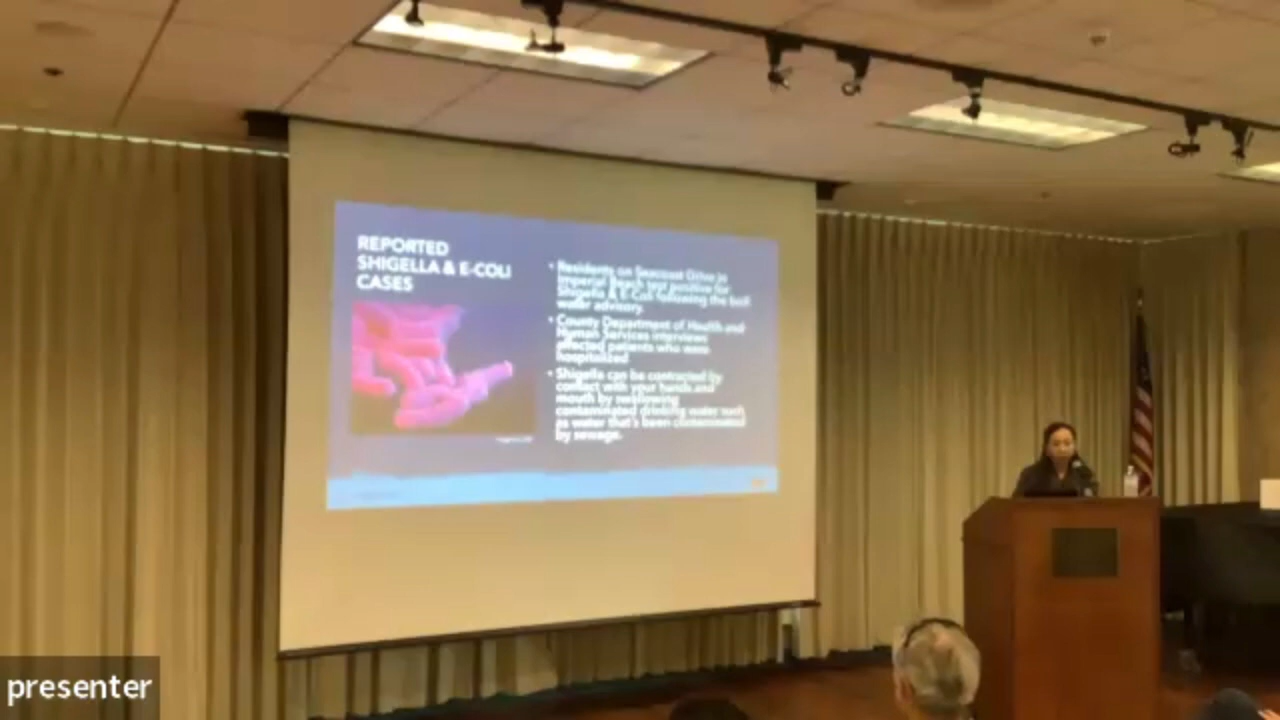 REPORTED
SHIGELLA & E-COLI
CASES
• Residents on Seacoast Drive in
Imperial Beach test positive for
Shigella & E-Coli following the boil
water advisory.
• County Department of Health and
Human Services interviews
affected patients who were
hospitalized
• Shigella can be contracted by
contact with your hands and
mouth by swallowing
contaminated drinking water such
as water that's been contaminated
by sewage.
presenter